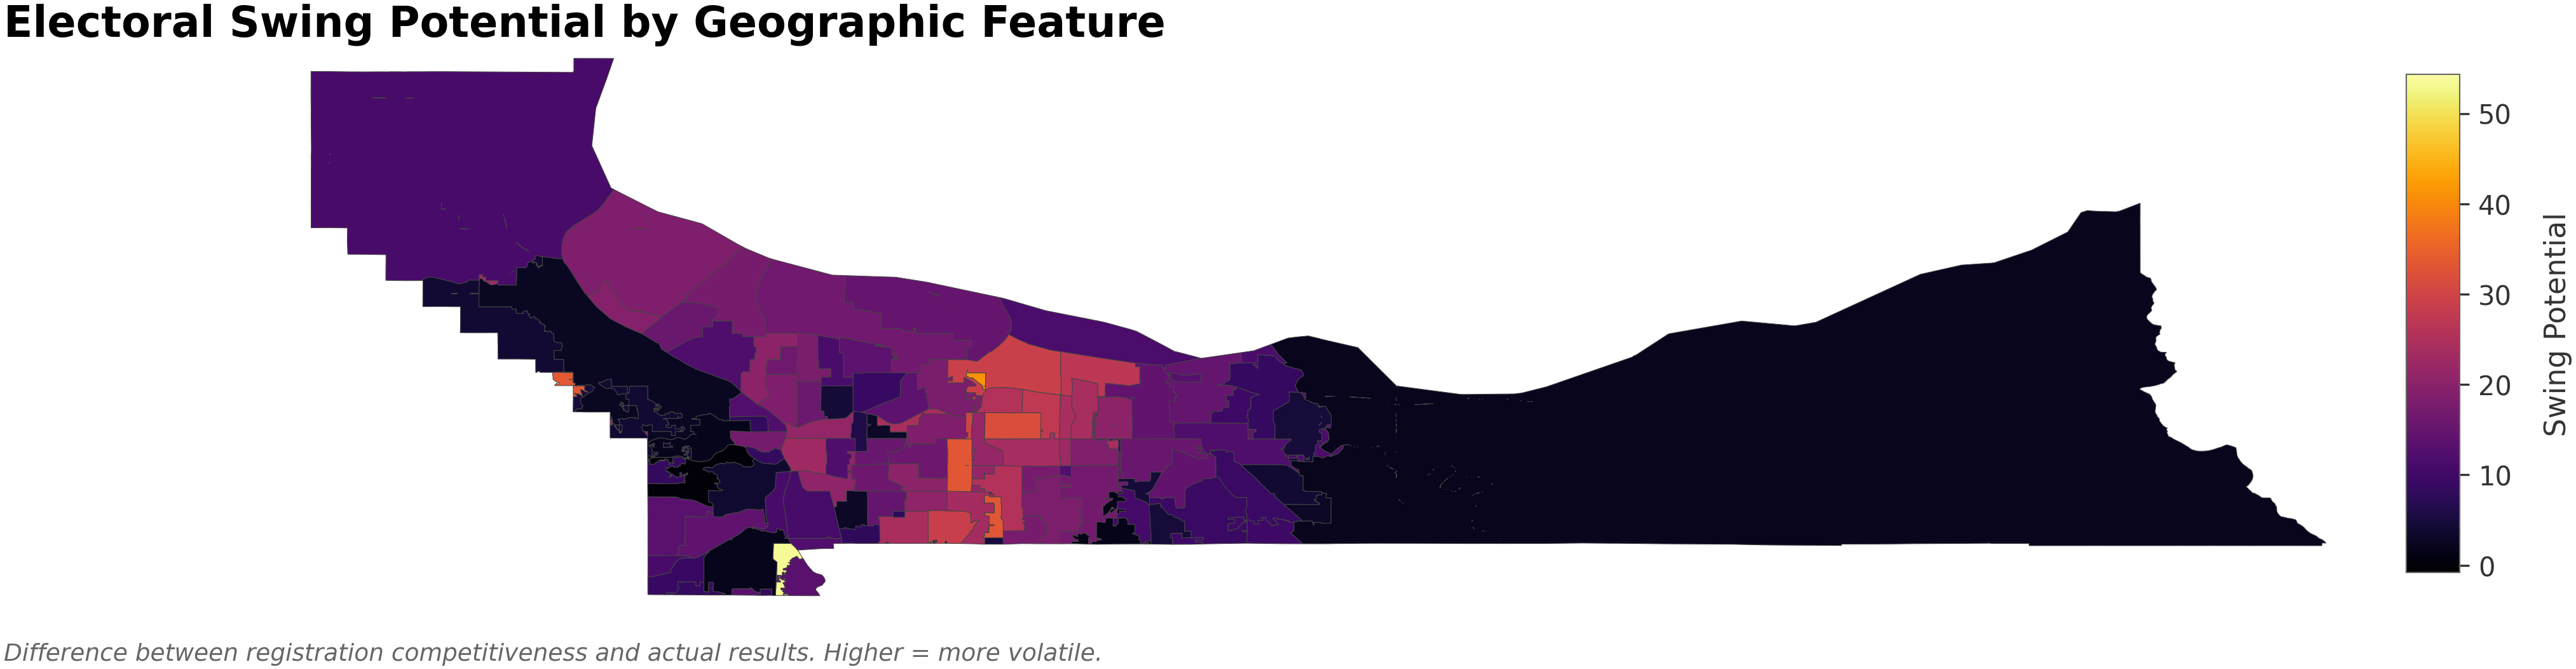 Electoral Swing Potential by Geographic Feature
50
40
30
20
10
0
Swing Potential
Difference between registration competitiveness and actual results. Higher = more volatile.